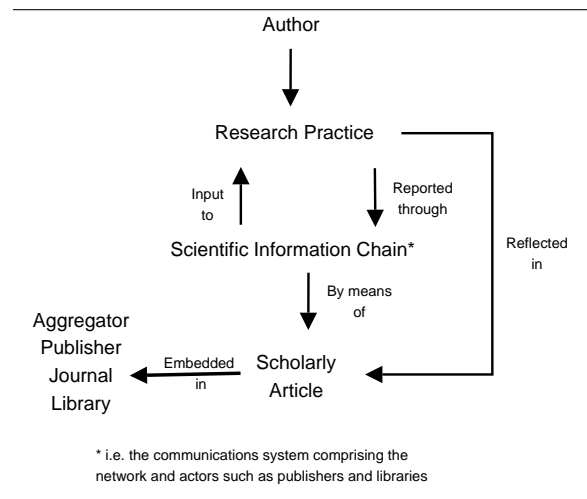 Author
Research Practice
Input
to
Reported
through
Scientific Information Chain*
Reflected
in
By means
of
Aggregator
Publisher
Journal
Library
Embedded
in
Scholarly
Article
* i.e. the communications system comprising the
network and actors such as publishers and libraries